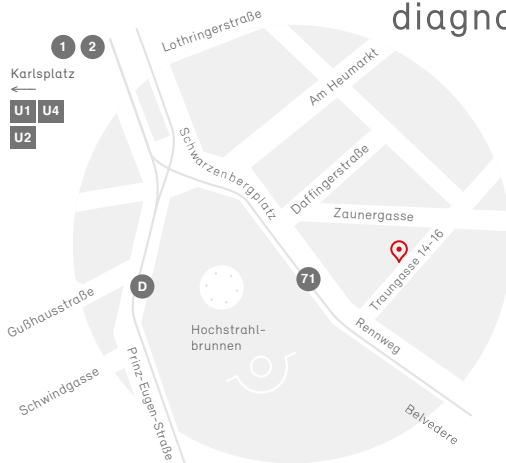 diagno
1 2
Lothringerstraße
Karlsplatz
U1 U4
U2
Am Heumarkt
Schwarzenbergplatz
Daffingerstraße
Zaunergasse
Traungasse 14-16
D
71
Gußhausstraße
Hochstrahl-
brunnen
Rennweg
Schwindgasse
Prinz-Eugen-Straße
Belvedere